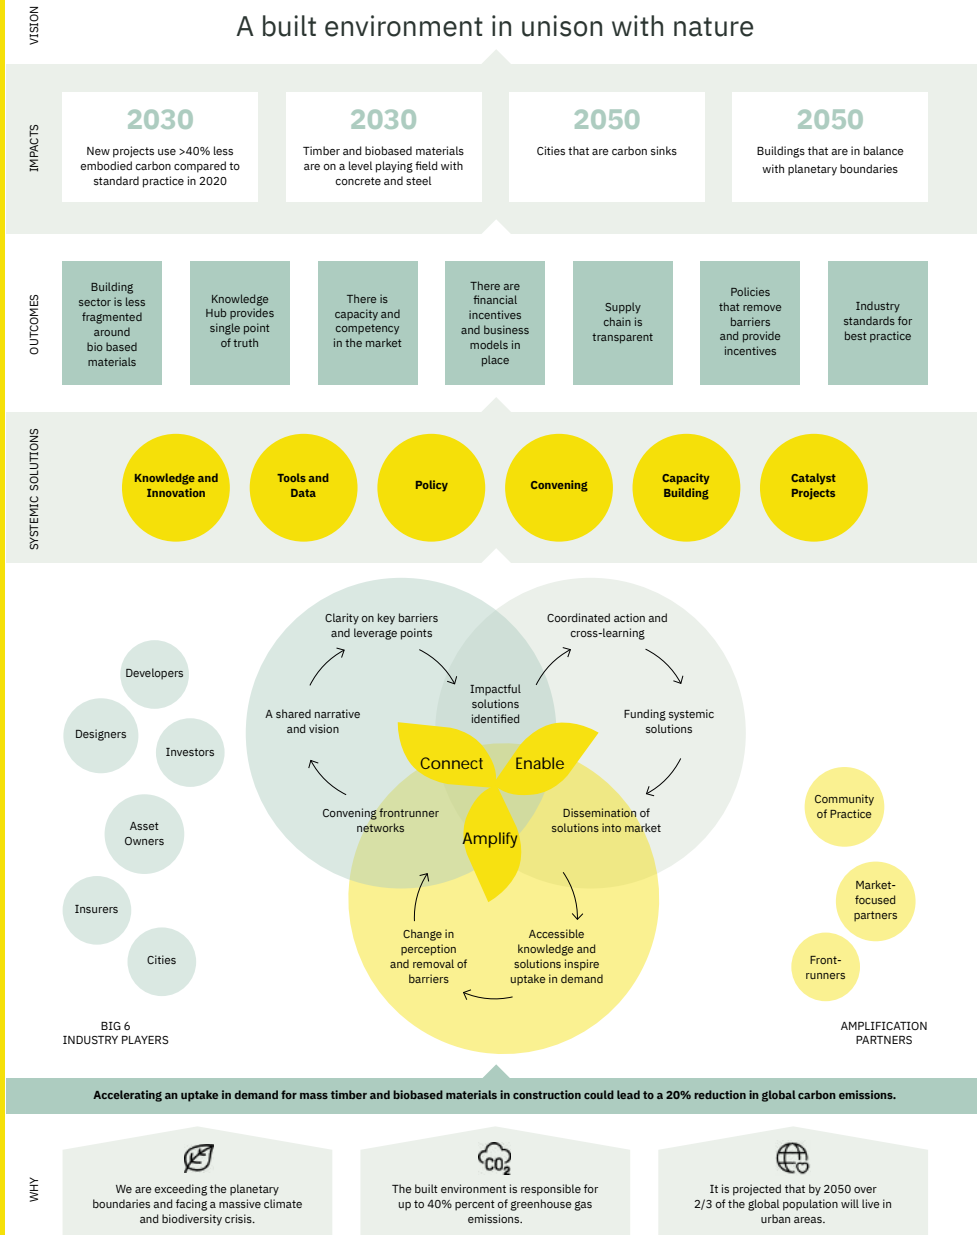 VISION
A built environment in unison with nature
IMPACTS
2030
New projects use >40% less
embodied carbon compared to
standard practice in 2020
2030
Timber and biobased materials
are on a level playing field with
concrete and steel
2050
Cities that are carbon sinks
2050
Buildings that are in balance
with planetary boundaries
OUTCOMES
Building
sector is less
fragmented
around
bio based
materials
Knowledge
Hub provides
single point
of truth
There is
capacity and
competency
in the market
There are
financial
incentives
and business
models in
place
Supply
chain is
transparent
Policies
that remove
barriers
and provide
incentives
Industry
standards for
best practice
SYSTEMIC SOLUTIONS
Knowledge and
Innovation
Tools and
Data
Policy
Convening
Capacity
Building
Catalyst
Projects
Developers
Designers
Investors
Asset
Owners
Insurers
Cities
BIG 6
INDUSTRY PLAYERS
Clarity on key barriers
and leverage points
A shared narrative
and vision
Convening frontrunner
networks
Impactful
solutions
identified
Coordinated action and
cross-learning
Funding systemic
solutions
Dissemination of
solutions into market
Connect
Enable
Amplify
Change in
perception
and removal of
barriers
Accessible
knowledge and
solutions inspire
uptake in demand
Community
of Practice
Market-
focused
partners
Front-
runners
AMPLIFICATION
PARTNERS
Accelerating an uptake in demand for mass timber and biobased materials in construction could lead to a 20% reduction in global carbon emissions.
WHY
We are exceeding the planetary
boundaries and facing a massive climate
and biodiversity crisis.
CO2
The built environment is responsible for
up to 40% percent of greenhouse gas
emissions.
It is projected that by 2050 over
2/3 of the global population will live in
urban areas.